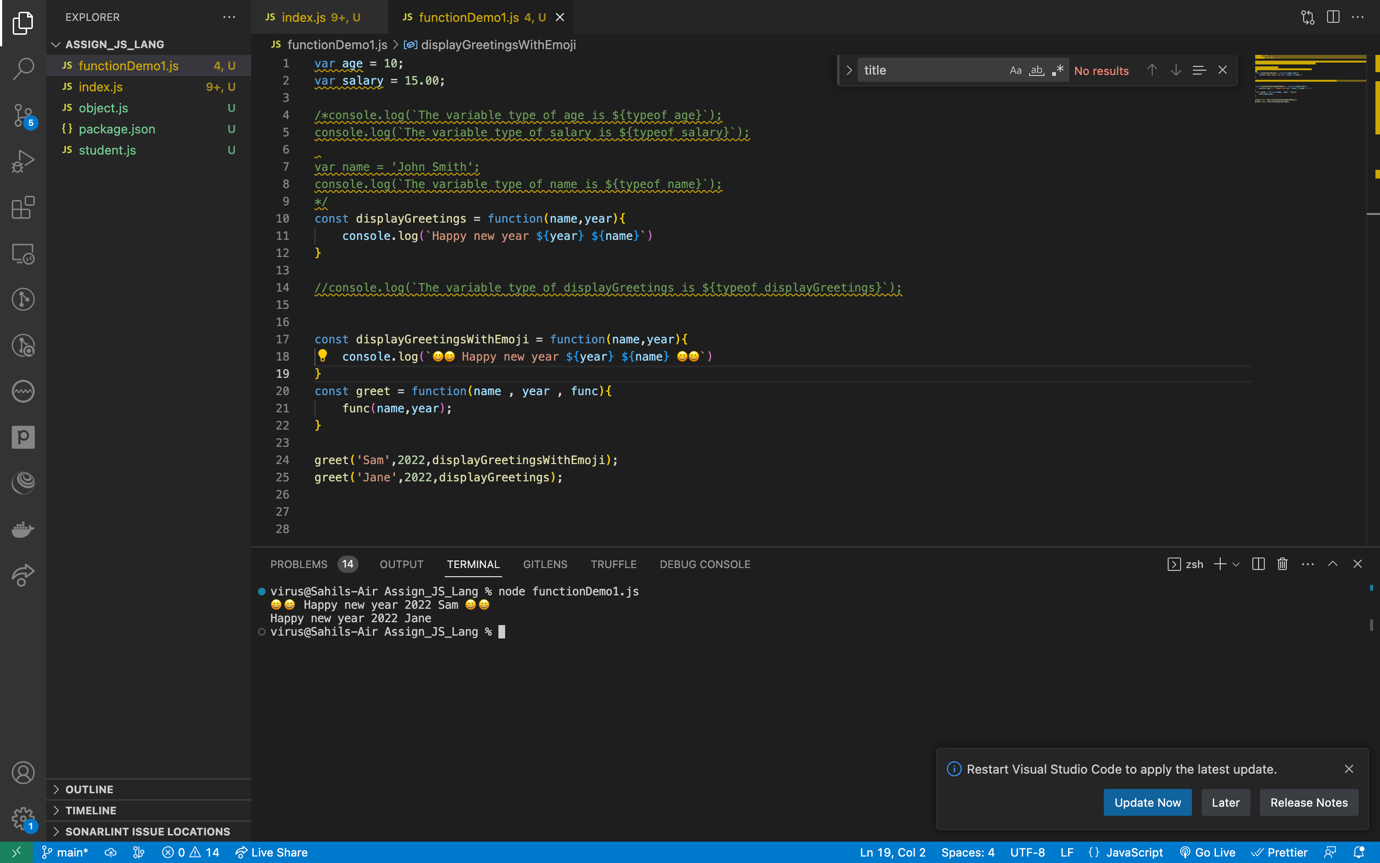 EXPLORER
ASSIGN_JS_LANG
JS functionDemo1.js 4, U
JS index.js 9+, U
JS object.js U
{} package.json U
JS student.js U
OUTLINE
TIMELINE
SONARLINT ISSUE LOCATIONS
5
1
JS index.js 9+, U
JS functionDemo1.js 4, U
JS functionDemo1.js > displayGreetingsWithEmoji
title Aa ab No results
1 var age = 10;
2 var salary = 15.00;
3
4 /*console.log(`The variable type of age is ${typeof age}`);
5 console.log(`The variable type of salary is ${typeof salary}`);
6
7 var name = 'John Smith';
8 console.log(`The variable type of name is ${typeof name}`);
9 */
10 const displayGreetings = function(name,year){
11 console.log(`Happy new year ${year} ${name}`)
12 }
13
14 //console.log(`The variable type of displayGreetings is ${typeof displayGreetings}`);
15
16
17 const displayGreetingsWithEmoji = function(name,year){
18 console.log(`😄😄 Happy new year ${year} ${name} 😄😄`)
19 }
20 const greet = function(name , year , func){
21 func(name,year);
22 }
23
24 greet('Sam',2022,displayGreetingsWithEmoji);
25 greet('Jane',2022,displayGreetings);
26
27
28
PROBLEMS 14 OUTPUT TERMINAL GITLENS TRUFFLE DEBUG CONSOLE zsh
virus@Sahils-Air Assign_JS_Lang % node functionDemo1.js
😄😄 Happy new year 2022 Sam 😄😄
Happy new year 2022 Jane
virus@Sahils-Air Assign_JS_Lang %
Restart Visual Studio Code to apply the latest update.
Update Now Later Release Notes
main* 0 14 Live Share Ln 19, Col 2 Spaces: 4 UTF-8 LF {} JavaScript Go Live Prettier